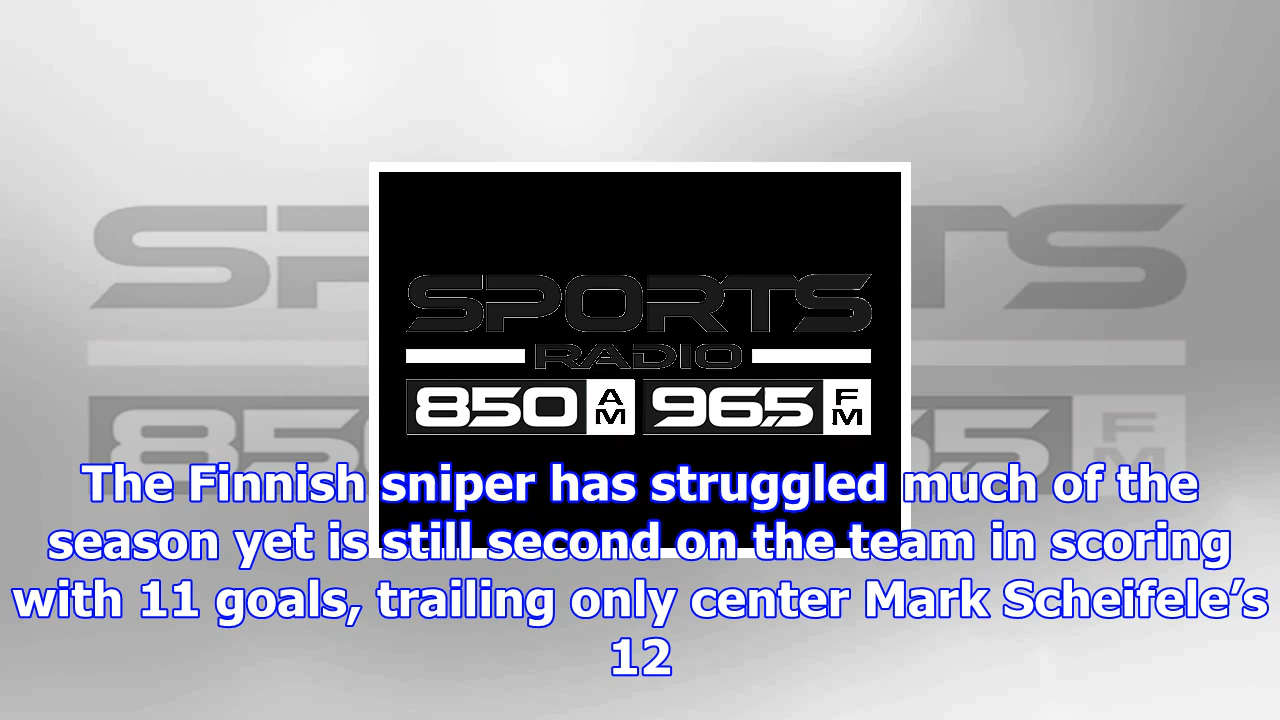 SPORTS
RADIO
850 AM 96.5 FM
The Finnish sniper has struggled much of the
season yet is still second on the team in scoring
with 11 goals, trailing only center Mark Scheifele’s
12